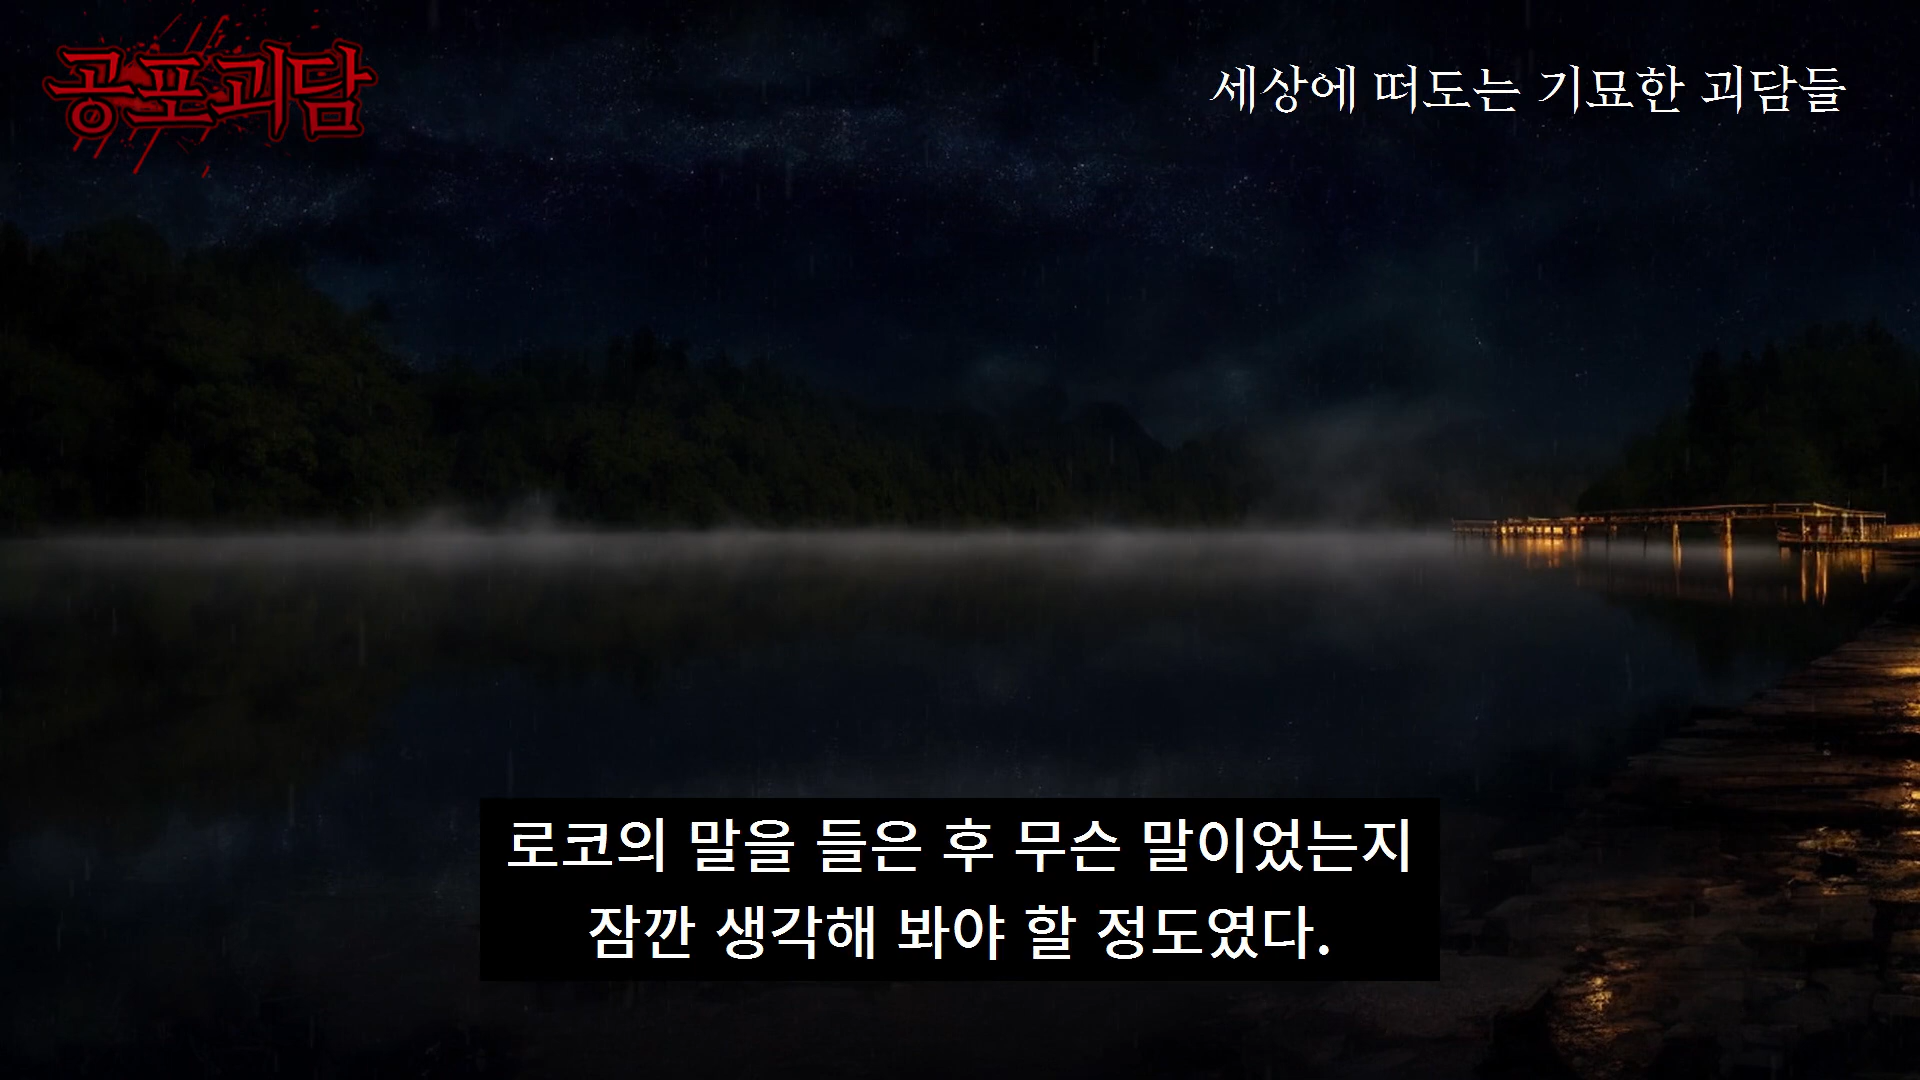 공포괴담
세상에 떠도는 기묘한 괴담들
로코의 말을 들은 후 무슨 말이었는지
잠깐 생각해 봐야 할 정도였다.